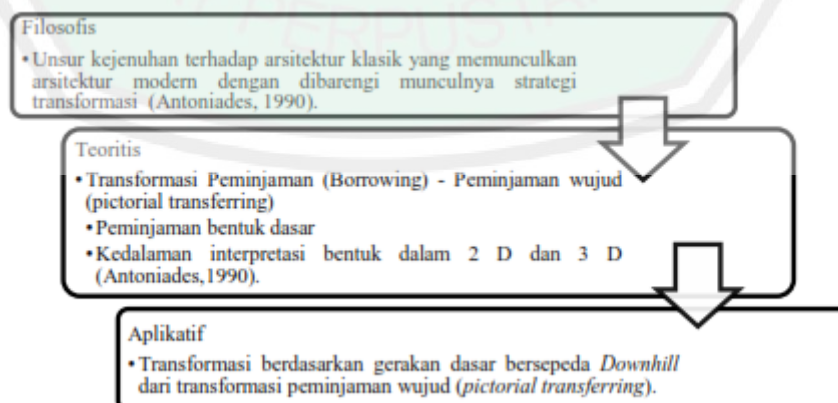 PERPUSTA
Filosofis
•Unsur kejenuhan terhadap arsitektur klasik yang memunculkan
arsitektur modern dengan dibarengi munculnya strategi
transformasi (Antoniades, 1990).
Teoritis
•Transformasi Peminjaman (Borrowing) - Peminjaman wujud
(pictorial transferring)
•Peminjaman bentuk dasar
•Kedalaman interpretasi bentuk dalam 2 D dan 3 D
(Antoniades,1990).
Aplikatif
•Transformasi berdasarkan gerakan dasar bersepeda Downhill
dari transformasi peminjaman wujud (pictorial transferring).